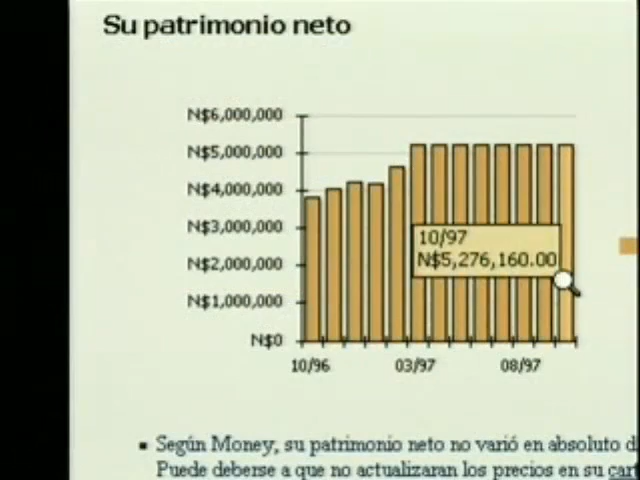 Su patrimonio neto
N$6,000,000
N$5,000,000
N$4,000,000
N$3,000,000
N$2,000,000
N$1,000,000
N$0
10/97
N$5,276,160.00
10/96 03/97 08/97
Según Money, su patrimonio neto no varió en absoluto d
Puede deberse a que no actualizaran los precios en su cart